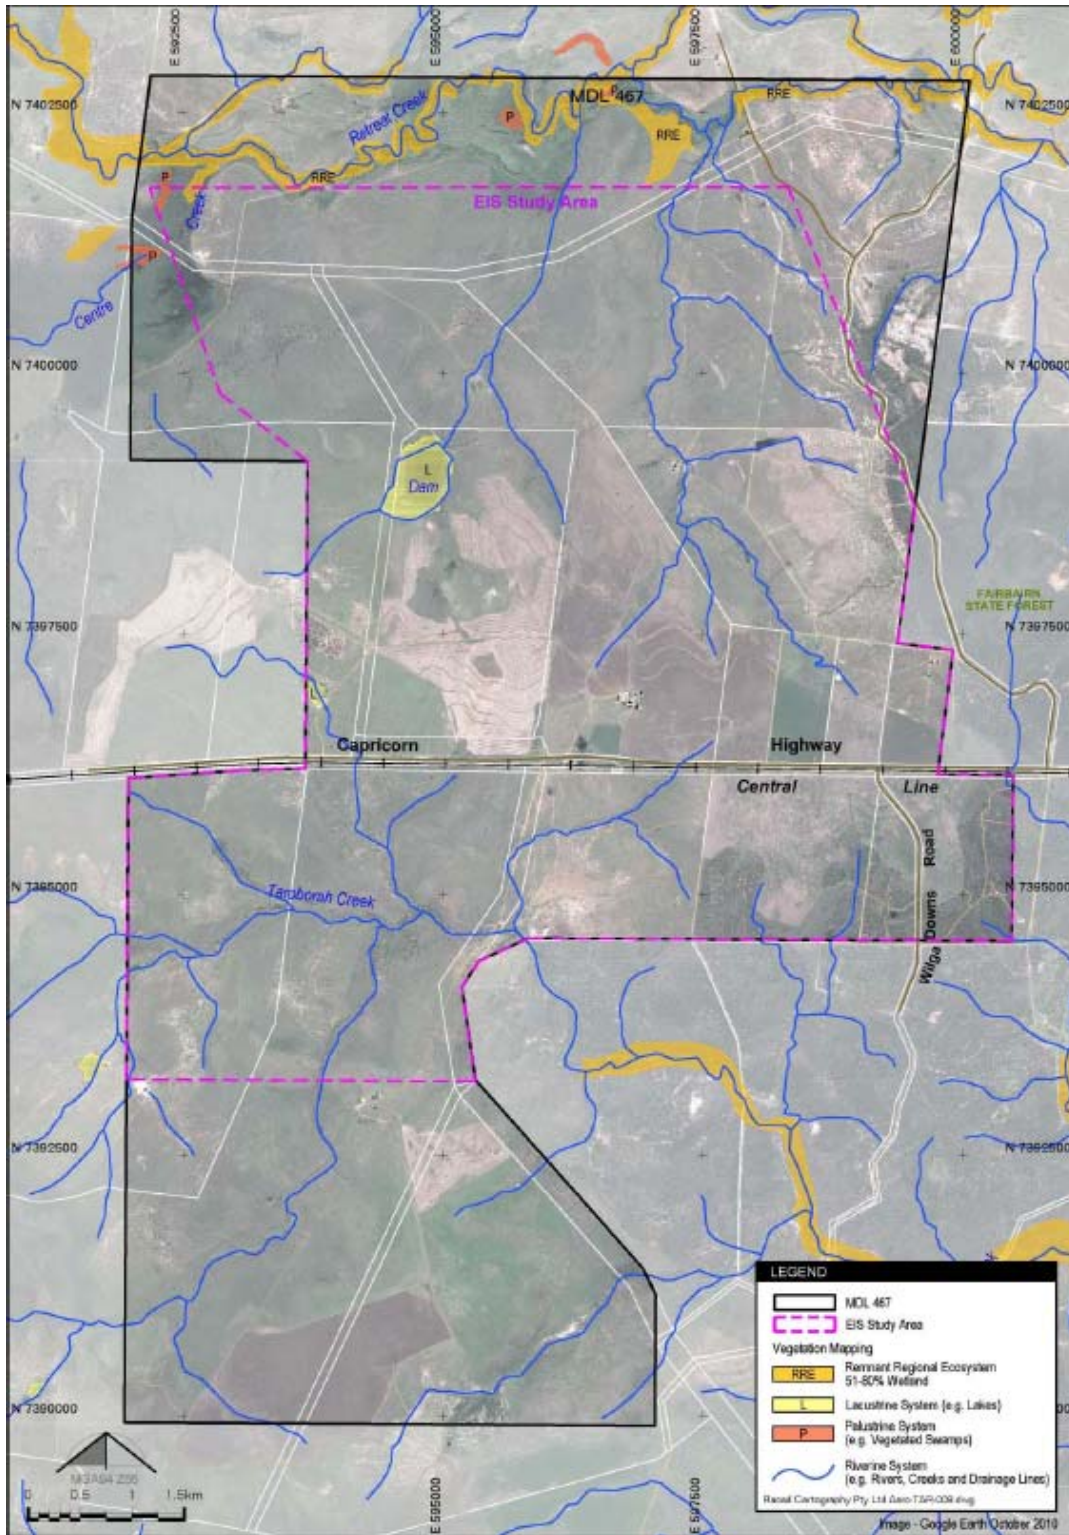 E 592500
E 595000
E 597500
E 600000
N 7402500
MDL 467
P
RRE
N 7402500
Retreat Creek
P
RRE
P
RRE
EIS Study Area
Creek
P
Centre
N 7400000
N 7400000
L
Dam
FAIRBAIRN
STATE FOREST
N 7397500
N 7397500
L
Capricorn
Highway
Central
Line
Road
N 7395000
N 7395000
Taroborah Creek
Downs
Wilga
N 7392500
N 7392500
N 7390000
LEGEND
MDL 467
EIS Study Area
Vegetation Mapping
RRE
Remnant Regional Ecosystem
51-80% Wetland
L
Lacustrine System (e.g. Lakes)
P
Palustrine System
(e.g. Vegetated Swamps)
Riverine System
(e.g. Rivers, Creeks and Drainage Lines)
MGA94 Z55
0 0.5 1 1.5km
E 595000
E 597500
Image - Google Earth October 2010